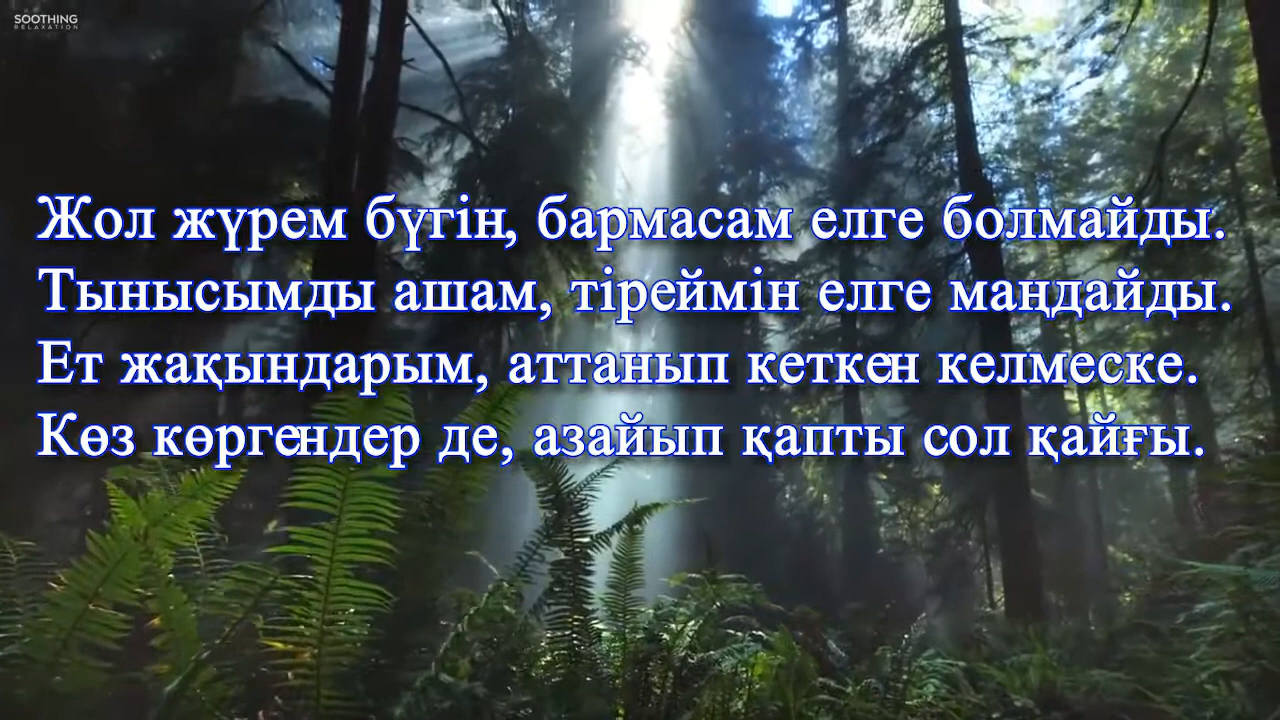 SOOTHING
RELAXATION
Жол жүрем бүгін, бармасам елге болмайды.
Тынысымды ашам, тіреймін елге маңдайды.
Ет жақындарым, аттанып кеткен келмеске.
Көз көргендер де, азайып қапты сол қайғы.